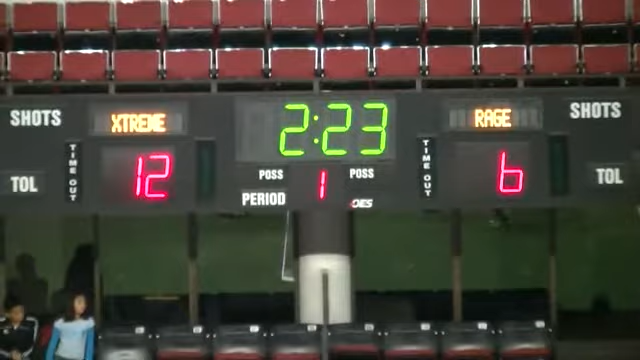 SHOTS XTREME 2:23 RAGE SHOTS
TOL TIME OUT 12 POSS 1 POSS TIME OUT 6 TOL
PERIOD